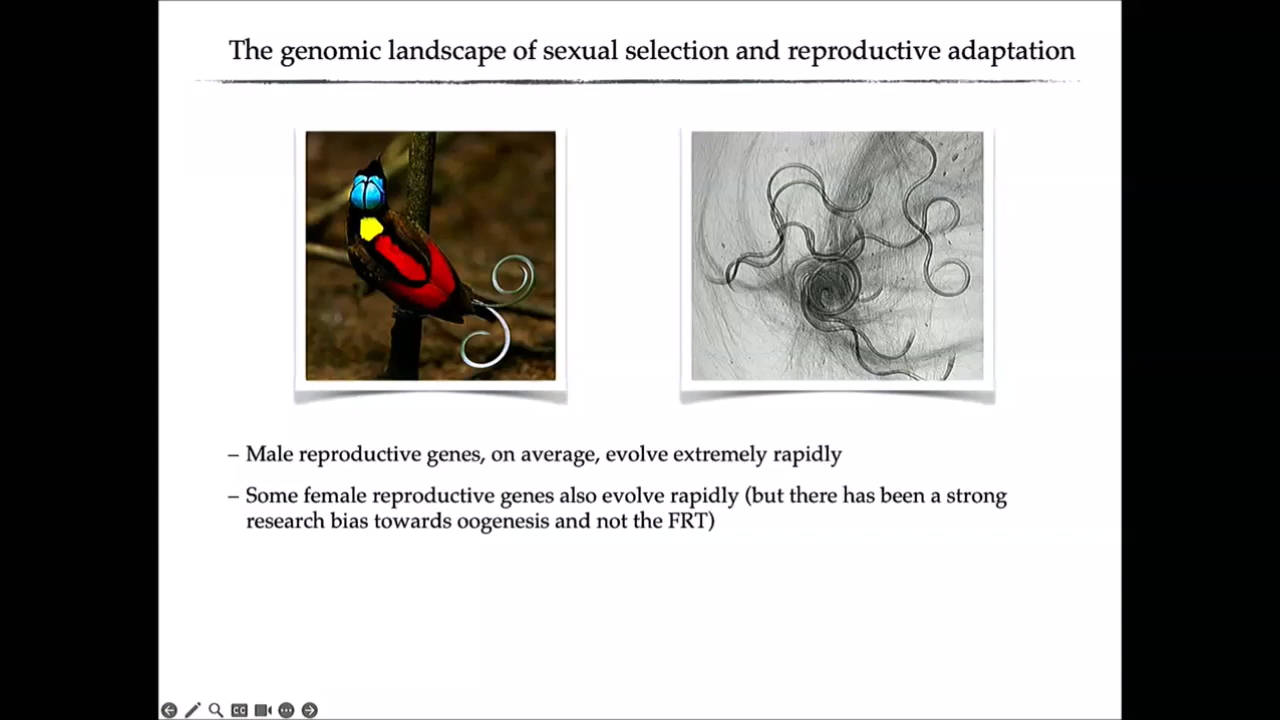 The genomic landscape of sexual selection and reproductive adaptation
– Male reproductive genes, on average, evolve extremely rapidly
– Some female reproductive genes also evolve rapidly (but there has been a strong
research bias towards oogenesis and not the FRT)
CC